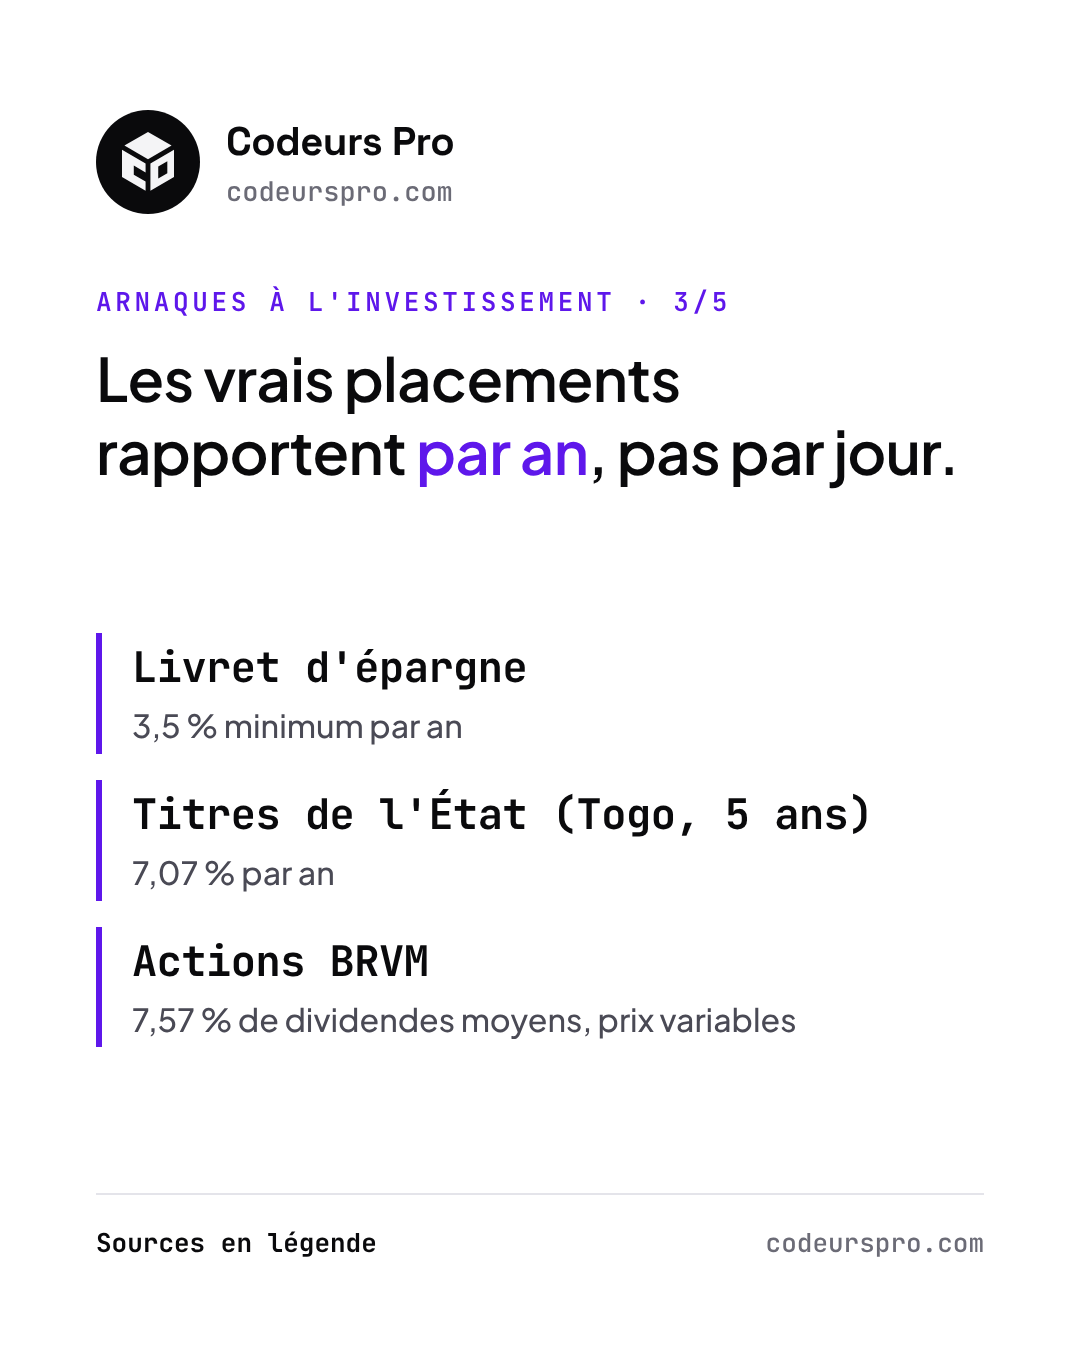 Codeurs Pro
codeurspro.com
ARNAQUES À L'INVESTISSEMENT · 3/5
Les vrais placements
rapportent par an, pas par jour.
Livret d'épargne
3,5 % minimum par an
Titres de l'État (Togo, 5 ans)
7,07 % par an
Actions BRVM
7,57 % de dividendes moyens, prix variables
Sources en légende
codeurspro.com